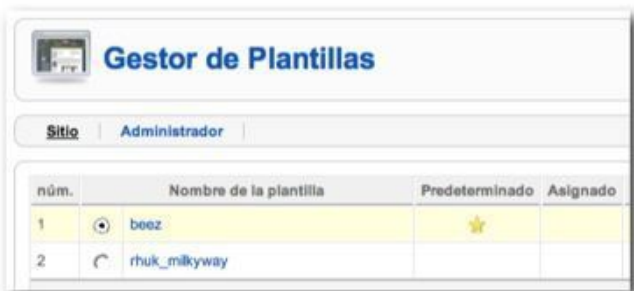 Gestor de Plantillas
Sitio Administrador
núm. Nombre de la plantilla Predeterminado Asignado
1 beez
2 rhuk_milkyway